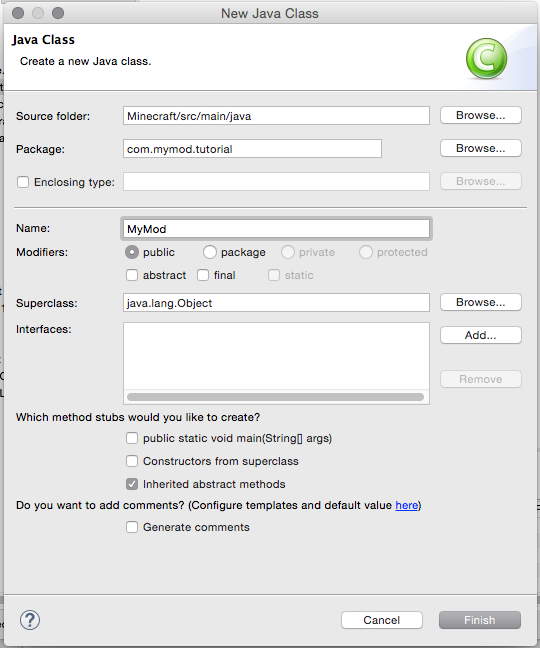 New Java Class
Java Class
Create a new Java class.
Source folder: Minecraft/src/main/java Browse...
Package: com.mymod.tutorial Browse...
Enclosing type: Browse...
Name: MyMod
Modifiers: public package private protected
abstract final static
Superclass: java.lang.Object Browse...
Interfaces: Add...
Remove
Which method stubs would you like to create?
public static void main(String[] args)
Constructors from superclass
Inherited abstract methods
Do you want to add comments? (Configure templates and default value here)
Generate comments
? Cancel Finish